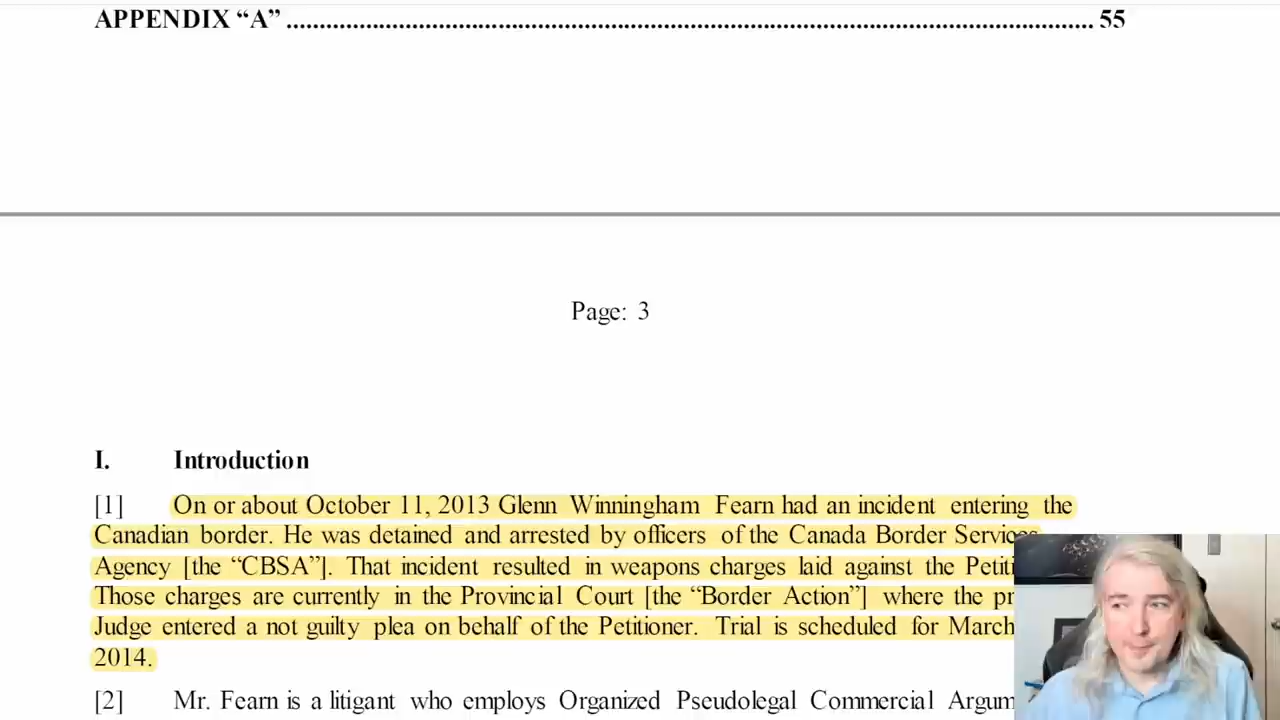 APPENDIX “A” ........................................................................................................ 55
Page: 3
I. Introduction
[1] On or about October 11, 2013 Glenn Winningham Fearn had an incident entering the
Canadian border. He was detained and arrested by officers of the Canada Border Services
Agency [the “CBSA”]. That incident resulted in weapons charges laid against the
Those charges are currently in the Provincial Court [the “Border Action”] where the
Judge entered a not guilty plea on behalf of the Petitioner. Trial is scheduled for March
2014.
[2] Mr. Fearn is a litigant who employs Organized Pseudolegal Commercial